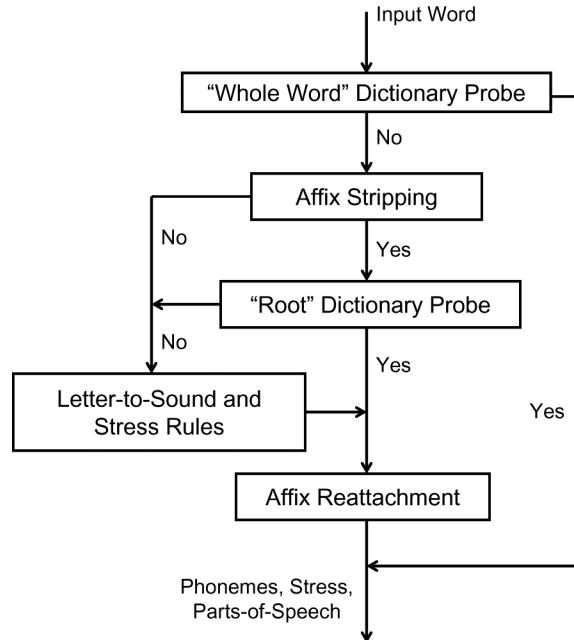 Input Word
“Whole Word” Dictionary Probe
No
Affix Stripping
No
Yes
“Root” Dictionary Probe
No
Yes
Letter-to-Sound and
Stress Rules
Yes
Affix Reattachment
Phonemes, Stress,
Parts-of-Speech